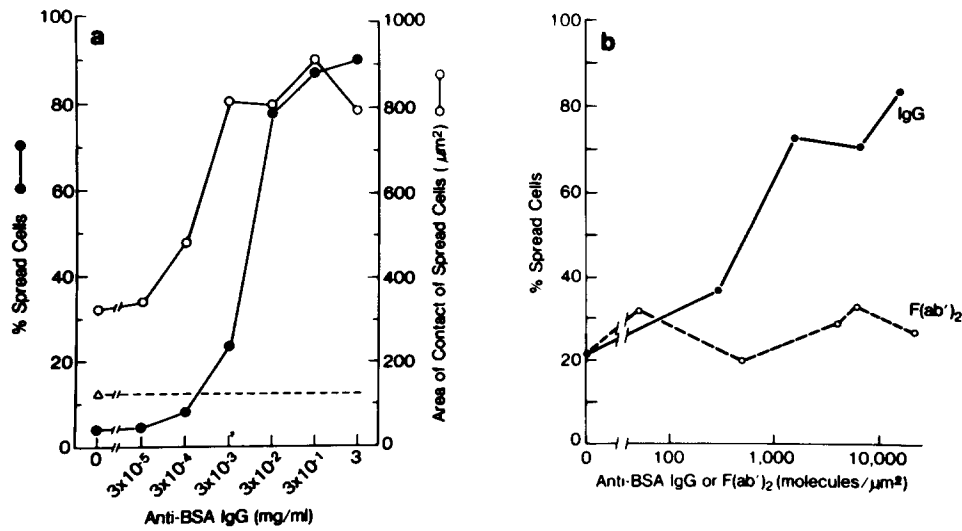 a
100
80
60
40
20
0
% Spread Cells
1000
800
600
400
200
0
Area of Contact of Spread Cells (μm²)
0
3x10⁻⁵
3x10⁻⁴
3x10⁻³
3x10⁻²
3x10⁻¹
3
Anti-BSA IgG (mg/ml)
b
100
80
60
40
20
0
% Spread Cells
IgG
F(ab')₂
0
100
1,000
10,000
Anti-BSA IgG or F(ab')₂ (molecules/μm²)